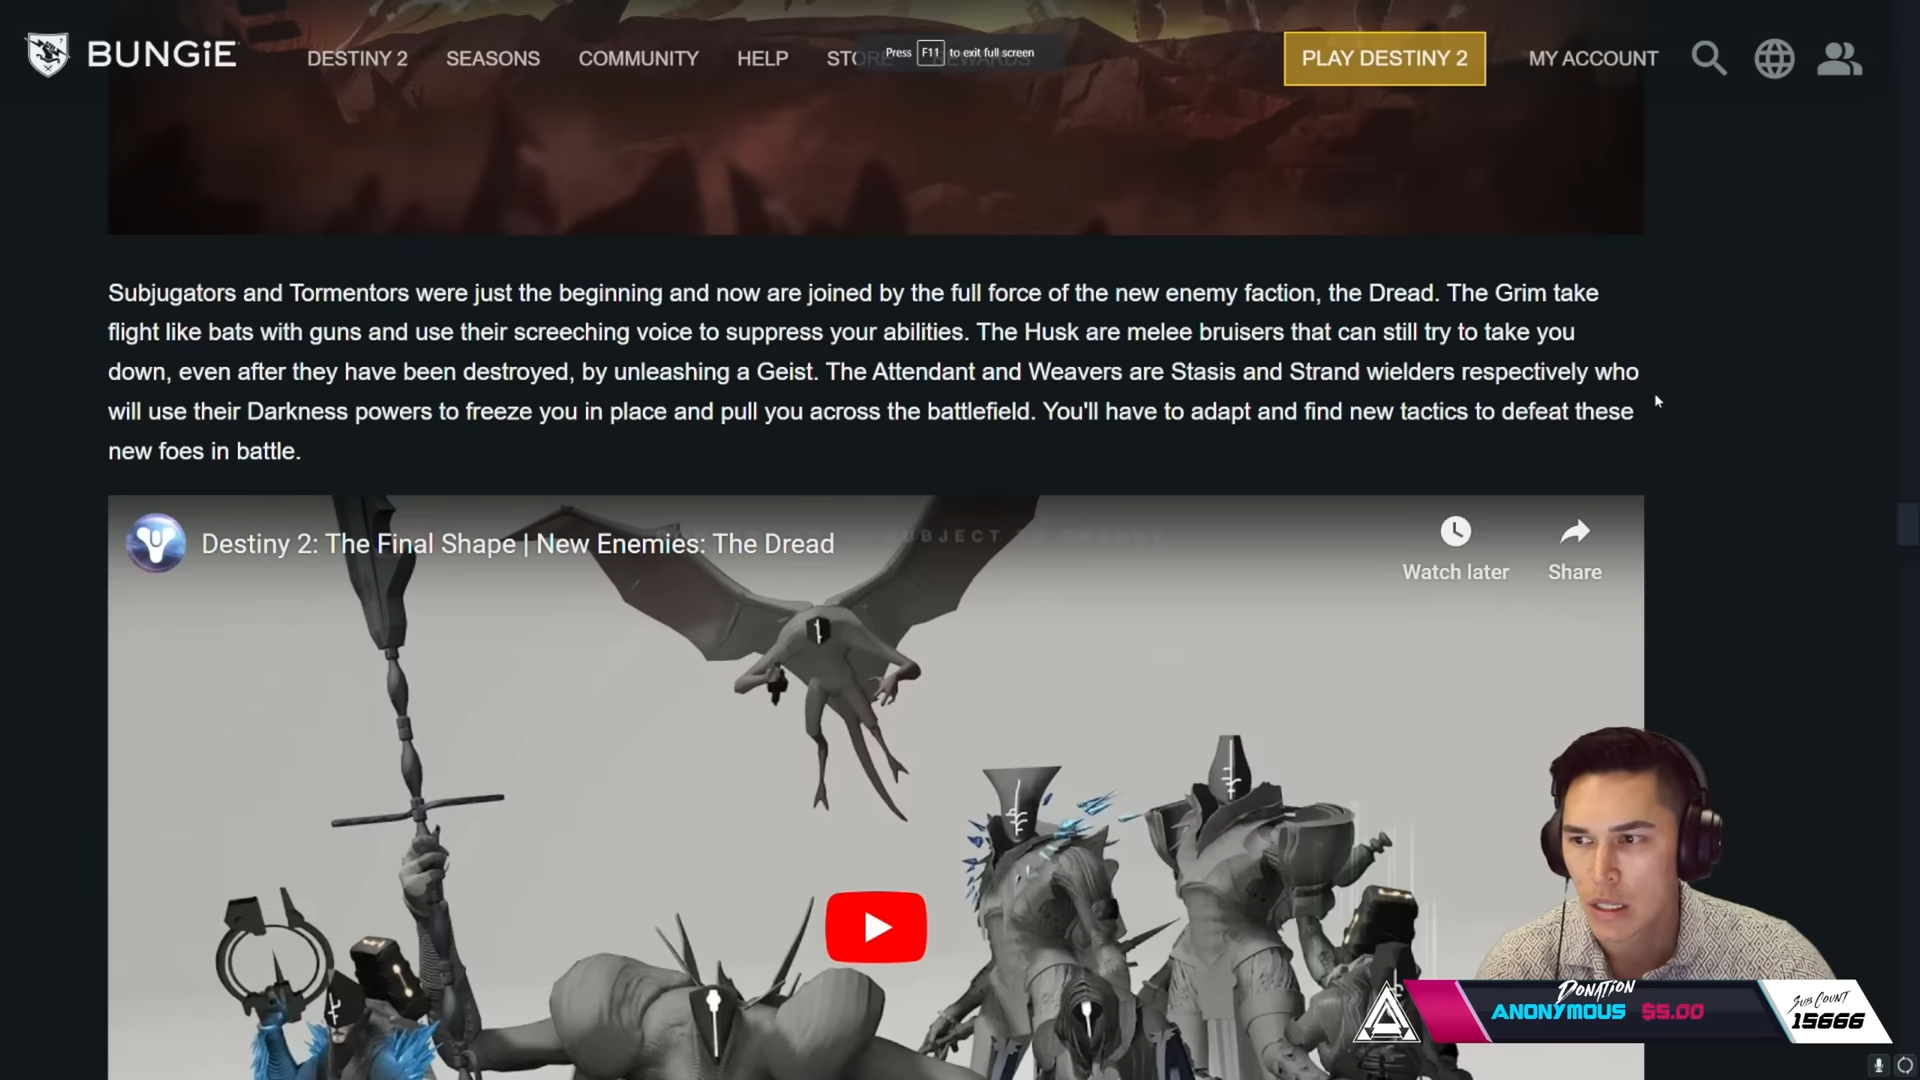 BUNGiE
DESTINY 2 SEASONS COMMUNITY HELP STORE REWARDS
Press F11 to exit full screen
PLAY DESTINY 2 MY ACCOUNT
Subjugators and Tormentors were just the beginning and now are joined by the full force of the new enemy faction, the Dread. The Grim take
flight like bats with guns and use their screeching voice to suppress your abilities. The Husk are melee bruisers that can still try to take you
down, even after they have been destroyed, by unleashing a Geist. The Attendant and Weavers are Stasis and Strand wielders respectively who
will use their Darkness powers to freeze you in place and pull you across the battlefield. You'll have to adapt and find new tactics to defeat these
new foes in battle.
Destiny 2: The Final Shape | New Enemies: The Dread
SUBJECT TO CHANGE
Watch later
Share
DONATION
ANONYMOUS $5.00
SUB COUNT
15666